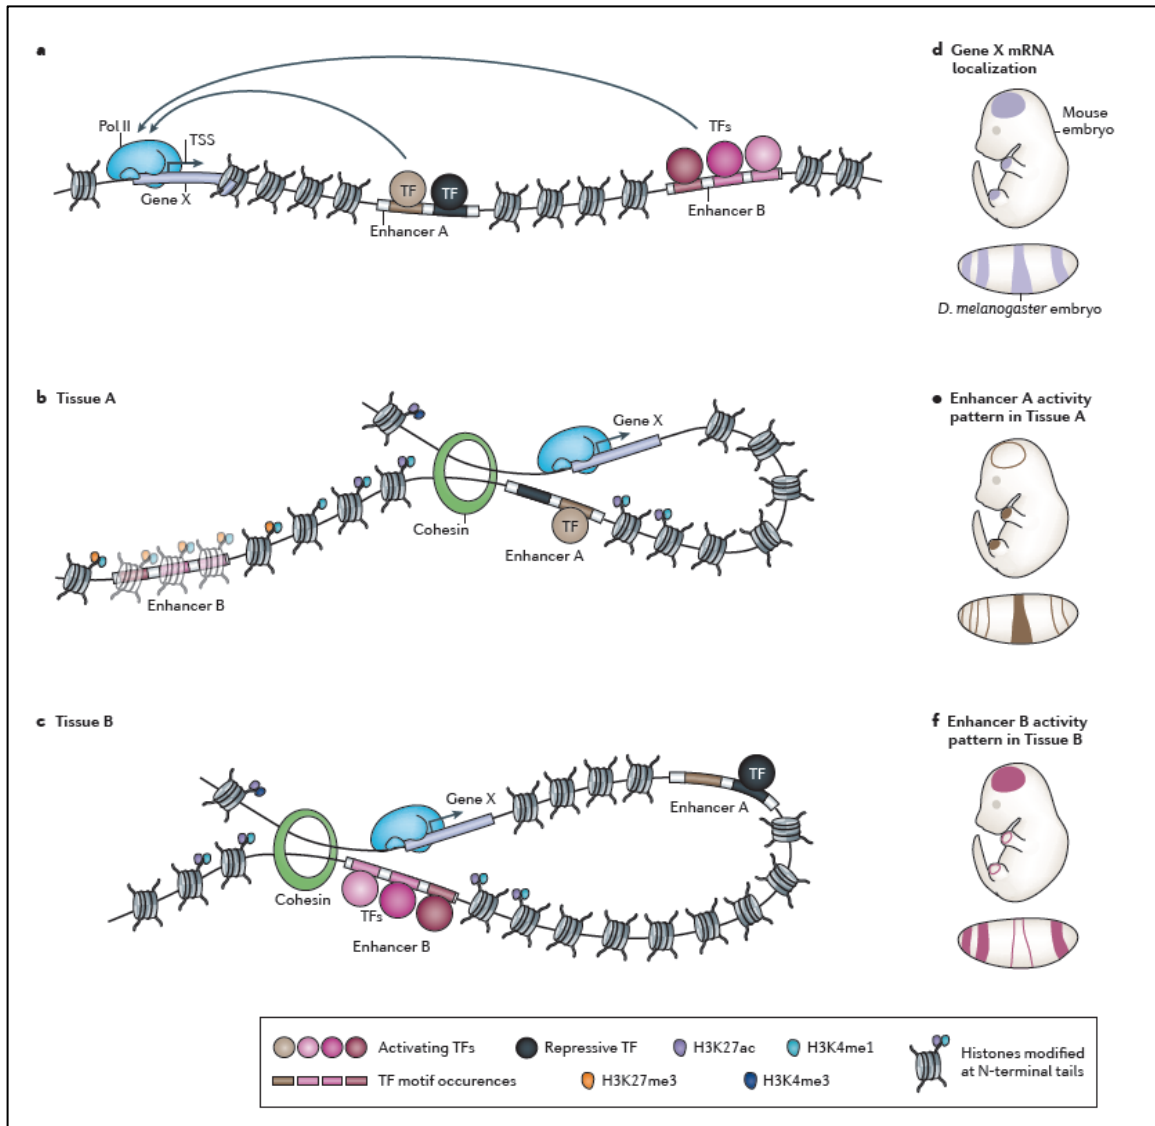 a
Pol II
TSS
Gene X
TF
TF
Enhancer A
TFs
Enhancer B
d Gene X mRNA
localization
Mouse
embryo
D. melanogaster embryo
b Tissue A
Gene X
Cohesin
TF
Enhancer A
Enhancer B
e Enhancer A activity
pattern in Tissue A
c Tissue B
Gene X
TF
Enhancer A
Cohesin
TFs
Enhancer B
f Enhancer B activity
pattern in Tissue B
Activating TFs
Repressive TF
H3K27ac
H3K4me1
Histones modified
at N-terminal tails
TF motif occurences
H3K27me3
H3K4me3